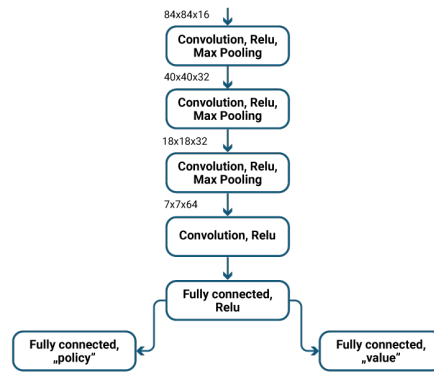 84x84x16
Convolution, Relu,
Max Pooling
40x40x32
Convolution, Relu,
Max Pooling
18x18x32
Convolution, Relu,
Max Pooling
7x7x64
Convolution, Relu
Fully connected,
Relu
Fully connected,
„policy”
Fully connected,
„value”